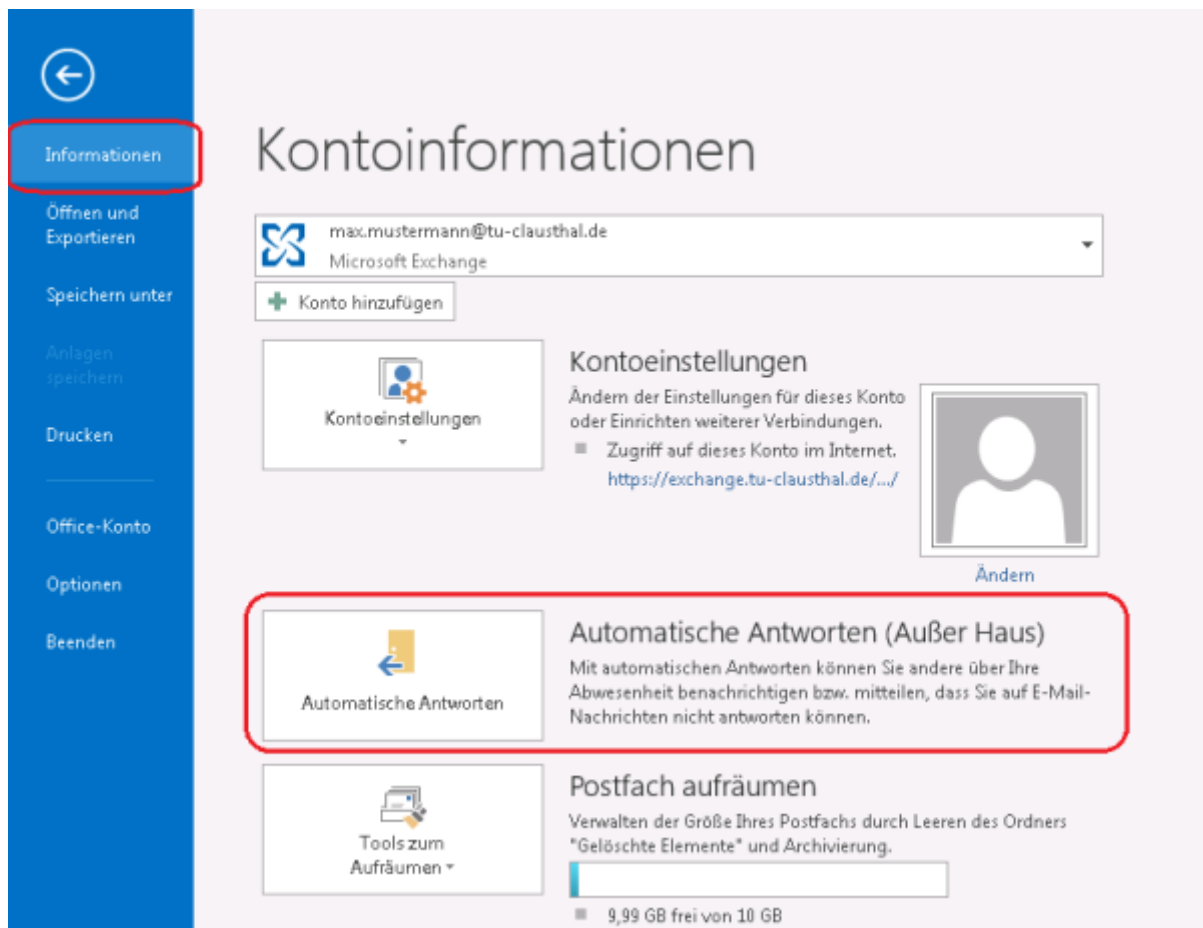 Informationen
Öffnen und
Exportieren
Speichern unter
Anlagen
speichern
Drucken
Office-Konto
Optionen
Beenden
Kontoinformationen
max.mustermann@tu-clausthal.de
Microsoft Exchange
Konto hinzufügen
Kontoeinstellungen
Kontoeinstellungen
Ändern der Einstellungen für dieses Konto
oder Einrichten weiterer Verbindungen.
Zugriff auf dieses Konto im Internet.
https://exchange.tu-clausthal.de/.../
Ändern
Automatische Antworten
Automatische Antworten (Außer Haus)
Mit automatischen Antworten können Sie andere über Ihre
Abwesenheit benachrichtigen bzw. mitteilen, dass Sie auf E-Mail-
Nachrichten nicht antworten können.
Tools zum
Aufräumen
Postfach aufräumen
Verwalten der Größe Ihres Postfachs durch Leeren des Ordners
"Gelöschte Elemente" und Archivierung.
9,99 GB frei von 10 GB